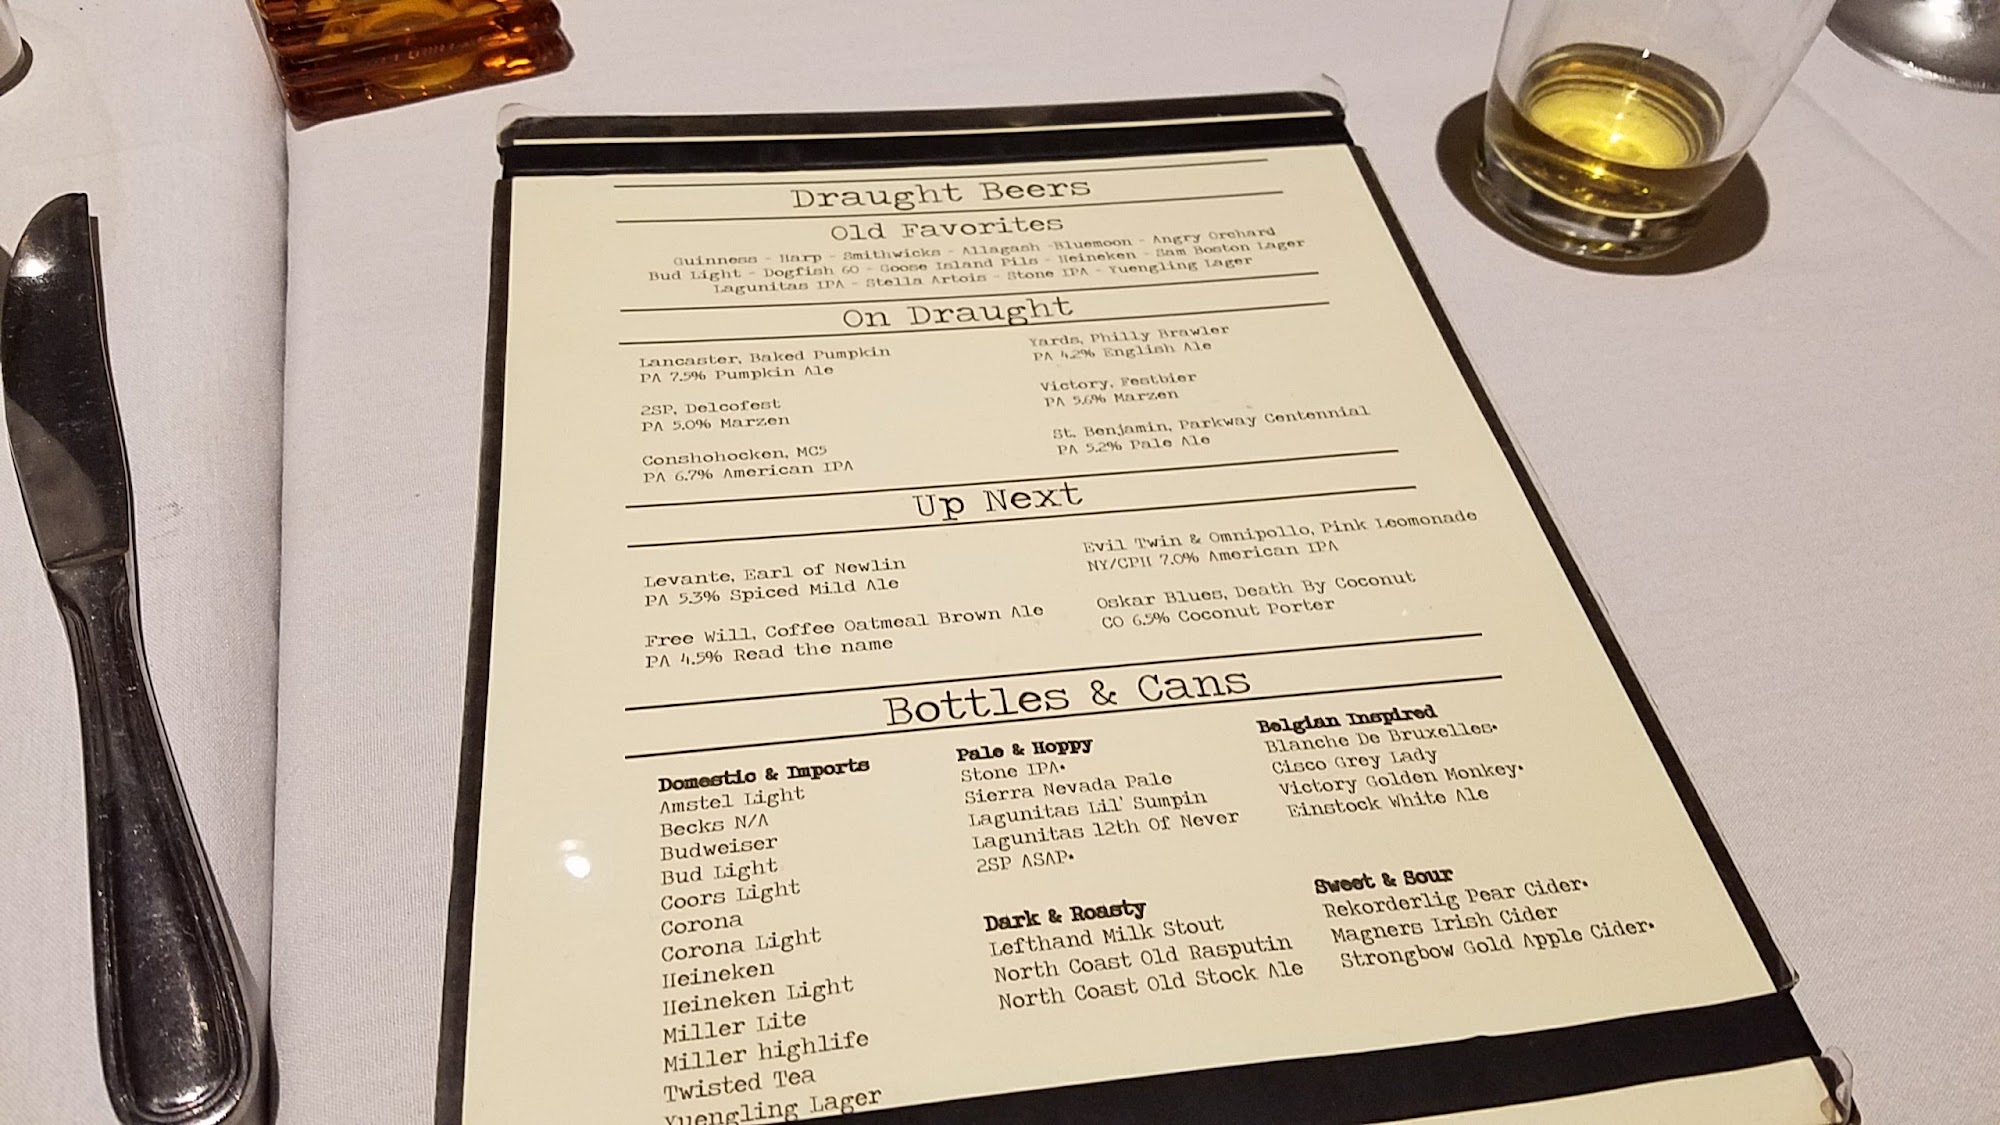 Draught Beers
Old Favorites
Guinness - Harp - Smithwicks - Allagash -Bluemoon - Angry Orchard
Bud Light - Dogfish 60 - Goose Island Pils - Heineken - Sam Boston Lager
Lagunitas IPA - Stella Artois - Stone IPA - Yuengling Lager
On Draught
Lancaster, Baked Pumpkin
PA 7.5% Pumpkin Ale
2SP, Delcofest
PA 5.0% Marzen
Conshohocken, MC5
PA 6.7% American IPA
Yards, Philly Brawler
PA 4.2% English Ale
Victory, Festbier
PA 5.6% Marzen
St. Benjamin, Parkway Centennial
PA 5.2% Pale Ale
Up Next
Levante, Earl of Newlin
PA 5.3% Spiced Mild Ale
Free Will, Coffee Oatmeal Brown Ale
PA 4.5% Read the name
Evil Twin & Omnipollo, Pink Leomonade
NY/CPH 7.0% American IPA
Oskar Blues, Death By Coconut
CO 6.5% Coconut Porter
Bottles & Cans
Domestic & Imports
Amstel Light
Becks N/A
Budweiser
Bud Light
Coors Light
Corona
Corona Light
Heineken
Heineken Light
Miller Lite
Miller highlife
Twisted Tea
Yuengling Lager
Pale & Hoppy
Stone IPA•
Sierra Nevada Pale
Lagunitas Lil' Sumpin
Lagunitas 12th Of Never
2SP ASAP•
Dark & Roasty
Lefthand Milk Stout
North Coast Old Rasputin
North Coast Old Stock Ale
Belgian Inspired
Blanche De Bruxelles•
Cisco Grey Lady
Victory Golden Monkey•
Einstock White Ale
Sweet & Sour
Rekorderlig Pear Cider•
Magners Irish Cider
Strongbow Gold Apple Cider•